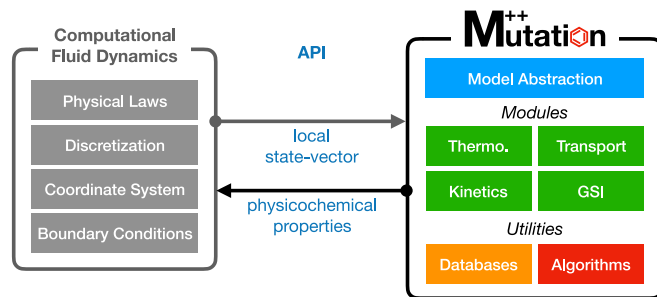 Computational
Fluid Dynamics
Physical Laws
Discretization
Coordinate System
Boundary Conditions
API
local
state-vector
physicochemical
properties
Mutation++
Model Abstraction
Modules
Thermo.
Transport
Kinetics
GSI
Utilities
Databases
Algorithms